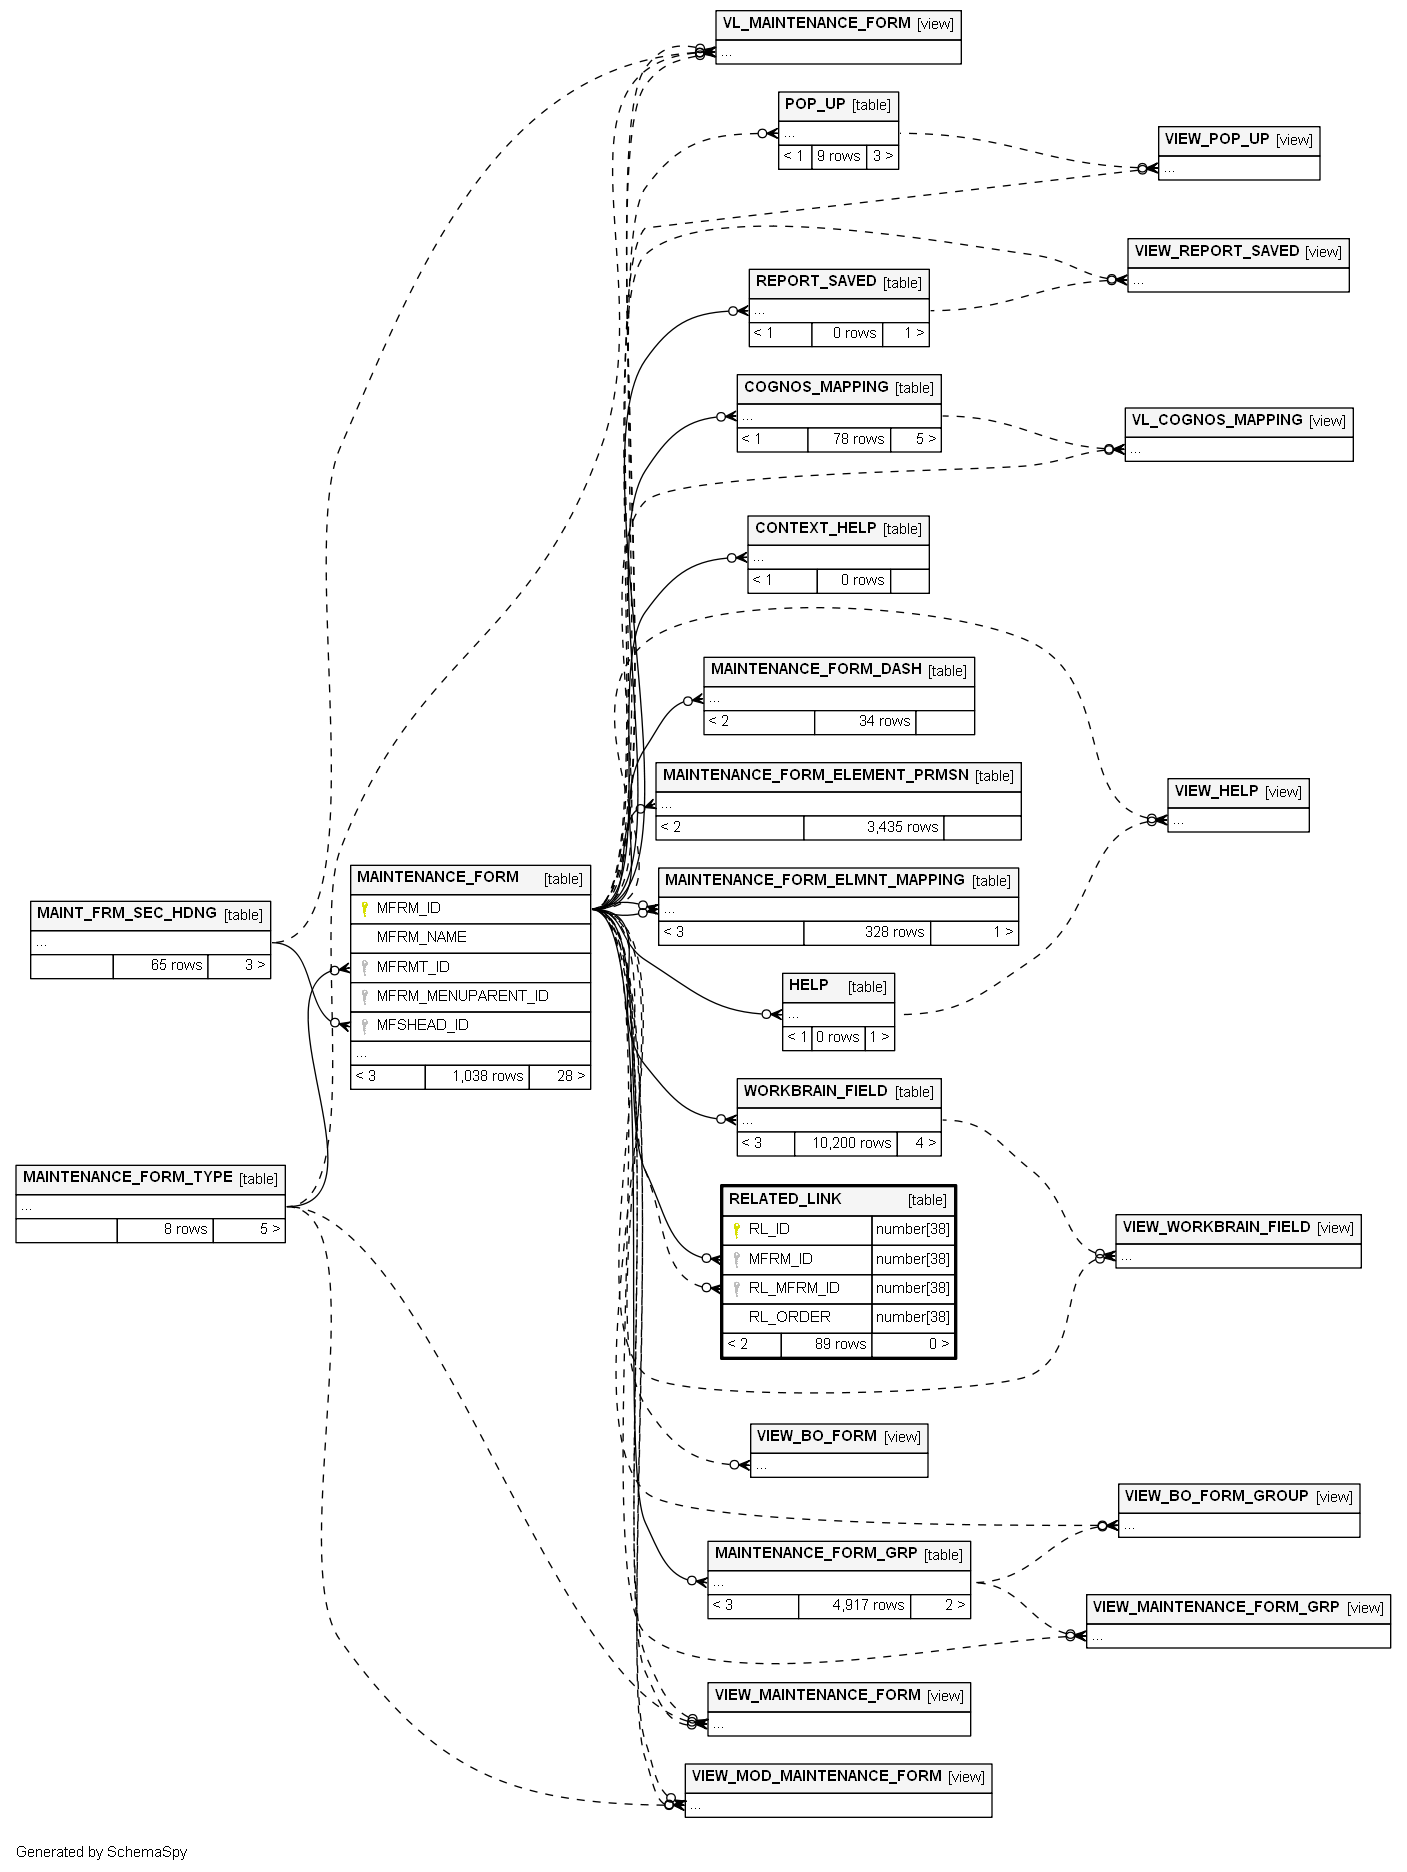 VL_MAINTENANCE_FORM [view]
...
POP_UP [table]
...
< 1 9 rows 3 >
VIEW_POP_UP [view]
...
VIEW_REPORT_SAVED [view]
...
REPORT_SAVED [table]
...
< 1 0 rows 1 >
COGNOS_MAPPING [table]
...
< 1 78 rows 5 >
VL_COGNOS_MAPPING [view]
...
CONTEXT_HELP [table]
...
< 1 0 rows
MAINTENANCE_FORM_DASH [table]
...
< 2 34 rows
MAINTENANCE_FORM_ELEMENT_PRMSN [table]
...
< 2 3,435 rows
VIEW_HELP [view]
...
MAINTENANCE_FORM [table]
MFRM_ID
MFRM_NAME
MFRMT_ID
MFRM_MENUPARENT_ID
MFSHEAD_ID
...
< 3 1,038 rows 28 >
MAINTENANCE_FORM_ELMNT_MAPPING [table]
...
< 3 328 rows 1 >
MAINT_FRM_SEC_HDNG [table]
...
65 rows 3 >
HELP [table]
...
< 1 0 rows 1 >
WORKBRAIN_FIELD [table]
...
< 3 10,200 rows 4 >
MAINTENANCE_FORM_TYPE [table]
...
8 rows 5 >
RELATED_LINK [table]
RL_ID number[38]
MFRM_ID number[38]
RL_MFRM_ID number[38]
RL_ORDER number[38]
< 2 89 rows 0 >
VIEW_WORKBRAIN_FIELD [view]
...
VIEW_BO_FORM [view]
...
VIEW_BO_FORM_GROUP [view]
...
MAINTENANCE_FORM_GRP [table]
...
< 3 4,917 rows 2 >
VIEW_MAINTENANCE_FORM_GRP [view]
...
VIEW_MAINTENANCE_FORM [view]
...
VIEW_MOD_MAINTENANCE_FORM [view]
...
Generated by SchemaSpy